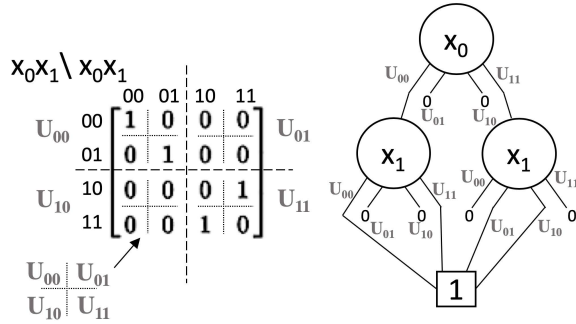 x₀x₁\ x₀x₁
00 01 10 11
U₀₀ 00 1 0 0 0 U₀₁
01 0 1 0 0
U₁₀ 10 0 0 0 1 U₁₁
11 0 0 1 0
U₀₀ U₀₁
U₁₀ U₁₁
x₀
U₀₀ U₁₁
0 0
U₀₁ U₁₀
x₁ x₁
U₀₀ U₁₁ U₀₀ U₁₁
0 0 0 0
U₀₁ U₁₀ U₀₁ U₁₀
1